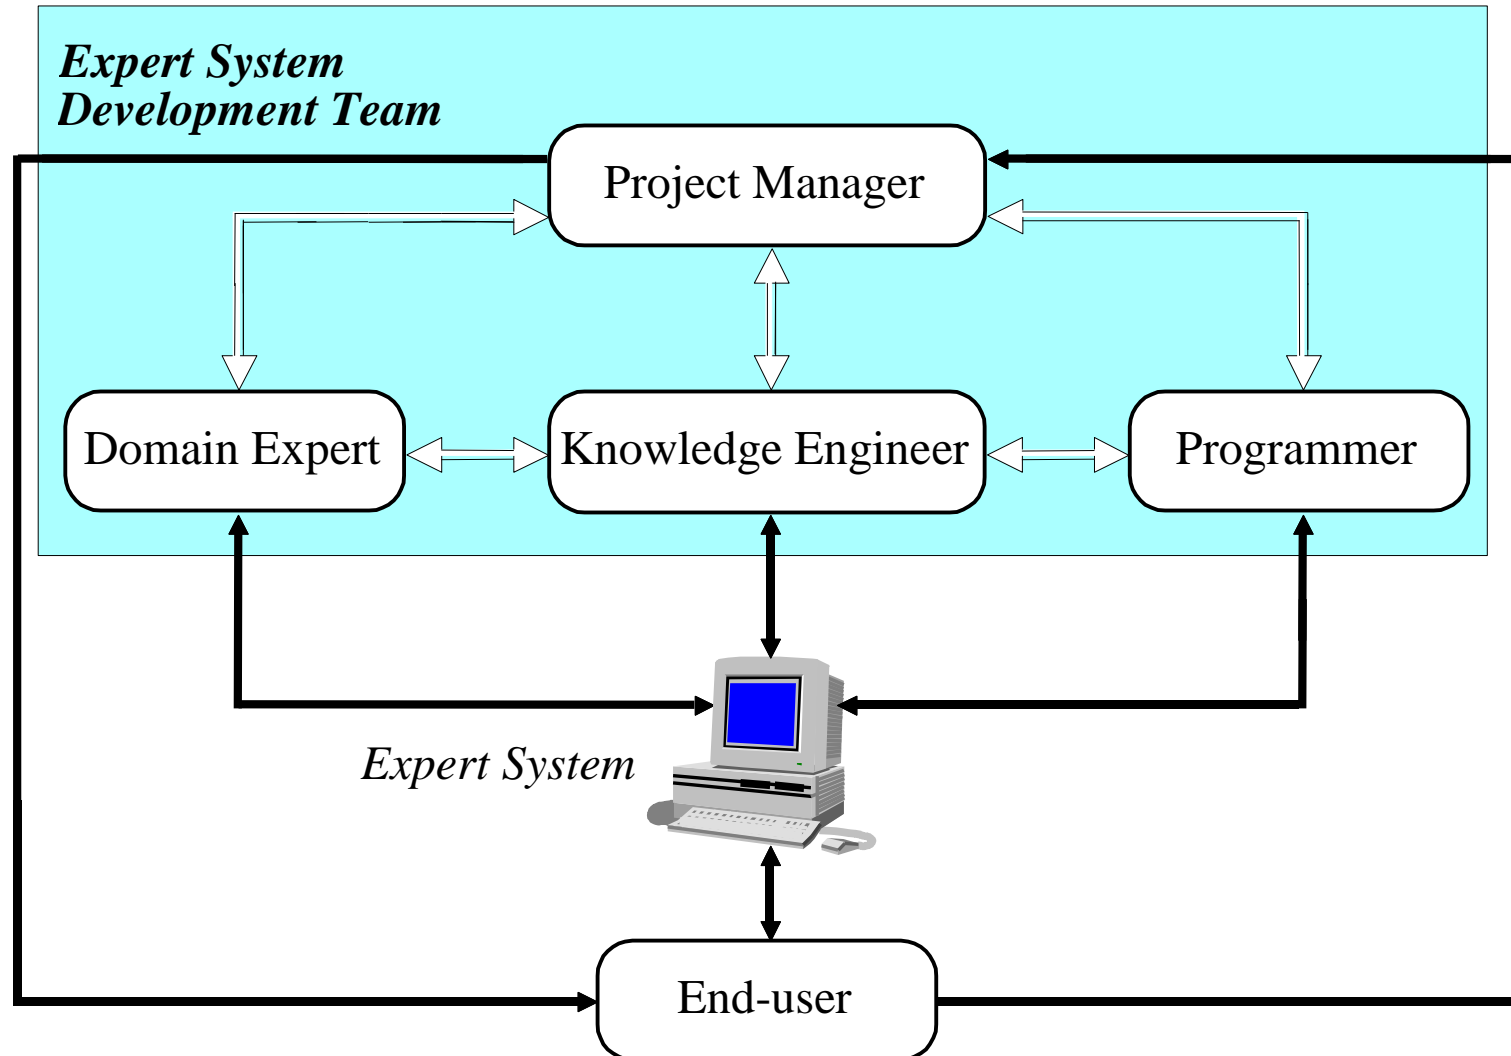 Expert System
Development Team
Project Manager
Domain Expert
Knowledge Engineer
Programmer
Expert System
End-user